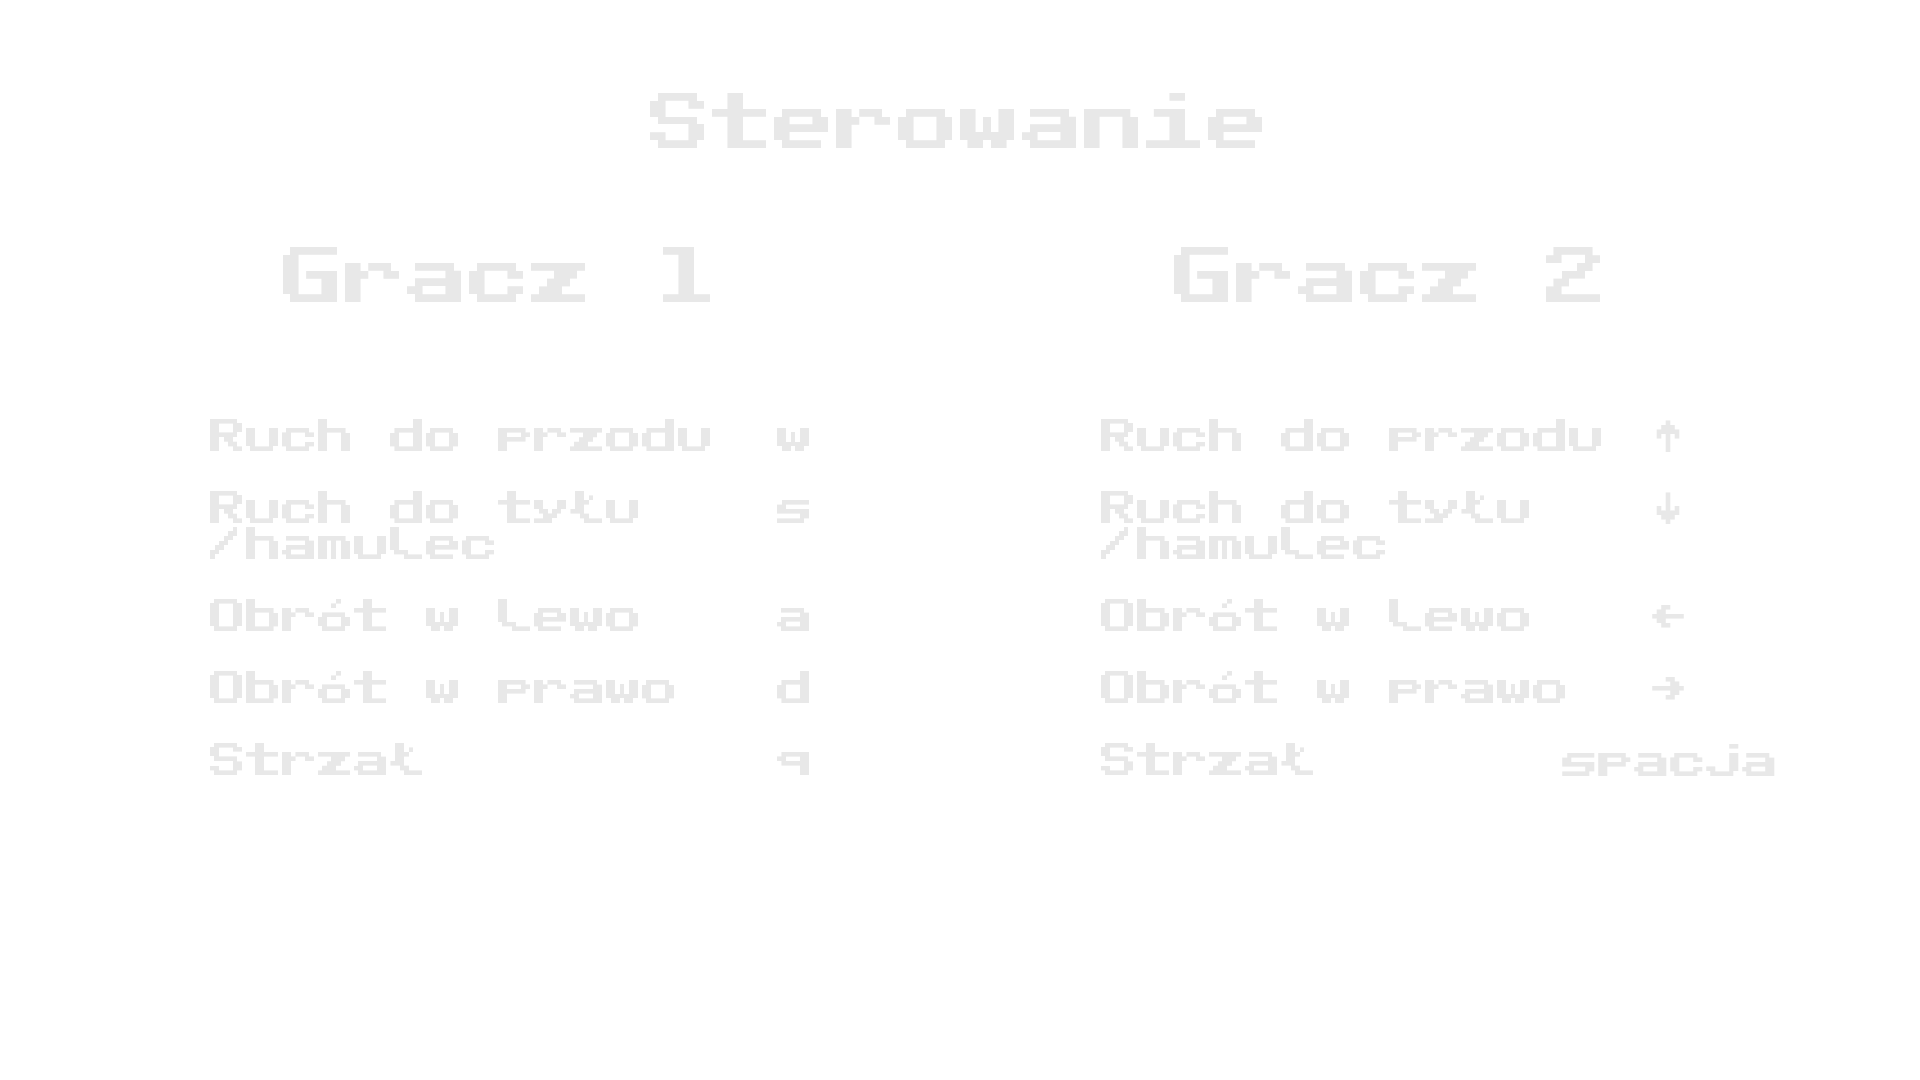 Sterowanie
Gracz 1
Ruch do przodu w
Ruch do tyłu s
/hamulec
Obrót w lewo a
Obrót w prawo d
Strzał q
Gracz 2
Ruch do przodu ↑
Ruch do tyłu ↓
/hamulec
Obrót w lewo ←
Obrót w prawo →
Strzał spacja